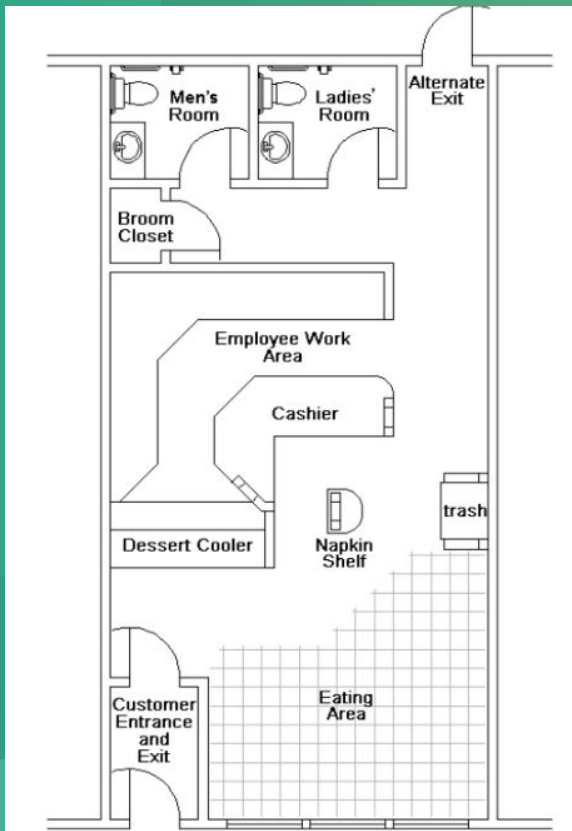 Men's
Room
Ladies'
Room
Alternate
Exit
Broom
Closet
Employee Work
Area
Cashier
trash
Dessert Cooler
Napkin
Shelf
Customer
Entrance
and
Exit
Eating
Area